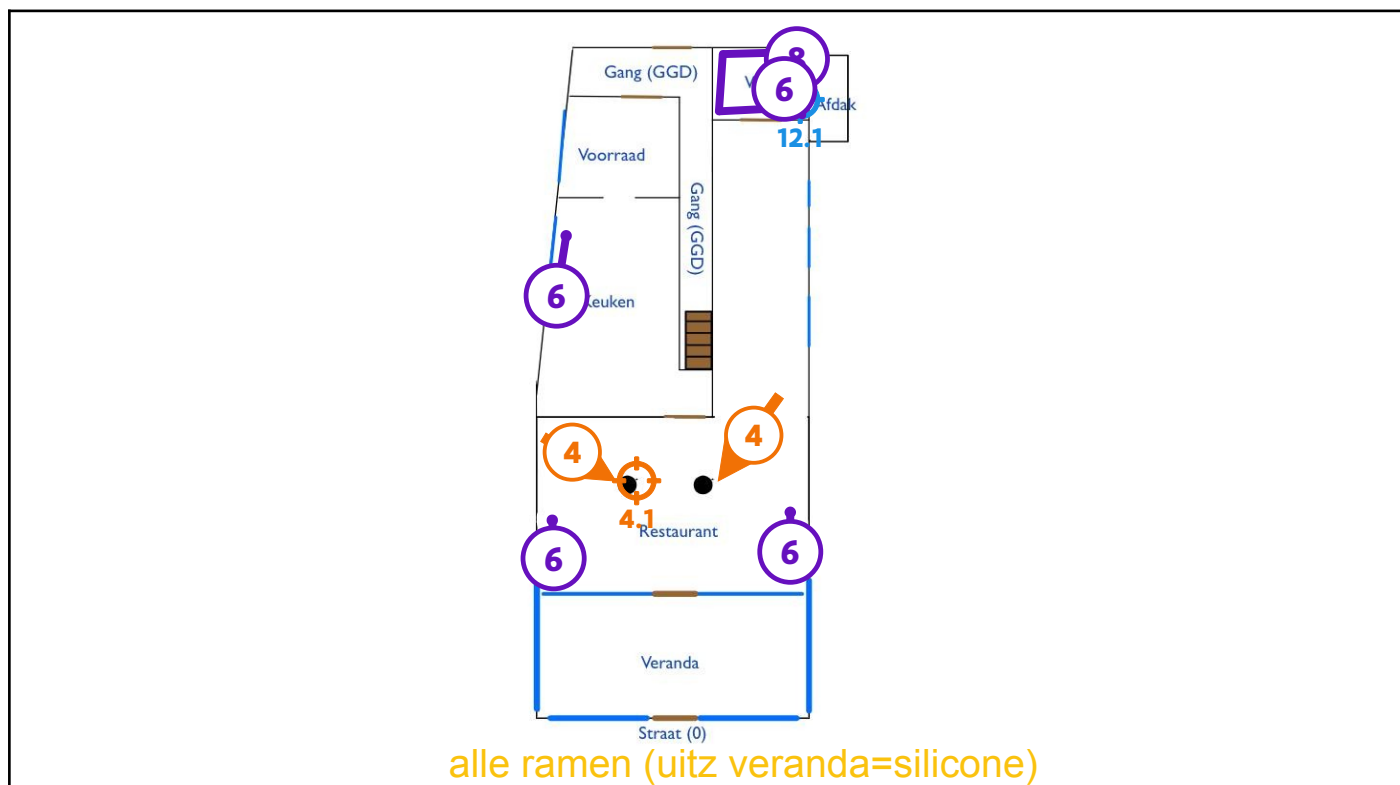 Gang (GGD)
8
6
Afdak
12.1
Voorraad
Gang (GGD)
6
Keuken
4
4
4.1
Restaurant
6
6
Veranda
Straat (0)
alle ramen (uitz veranda=silicone)